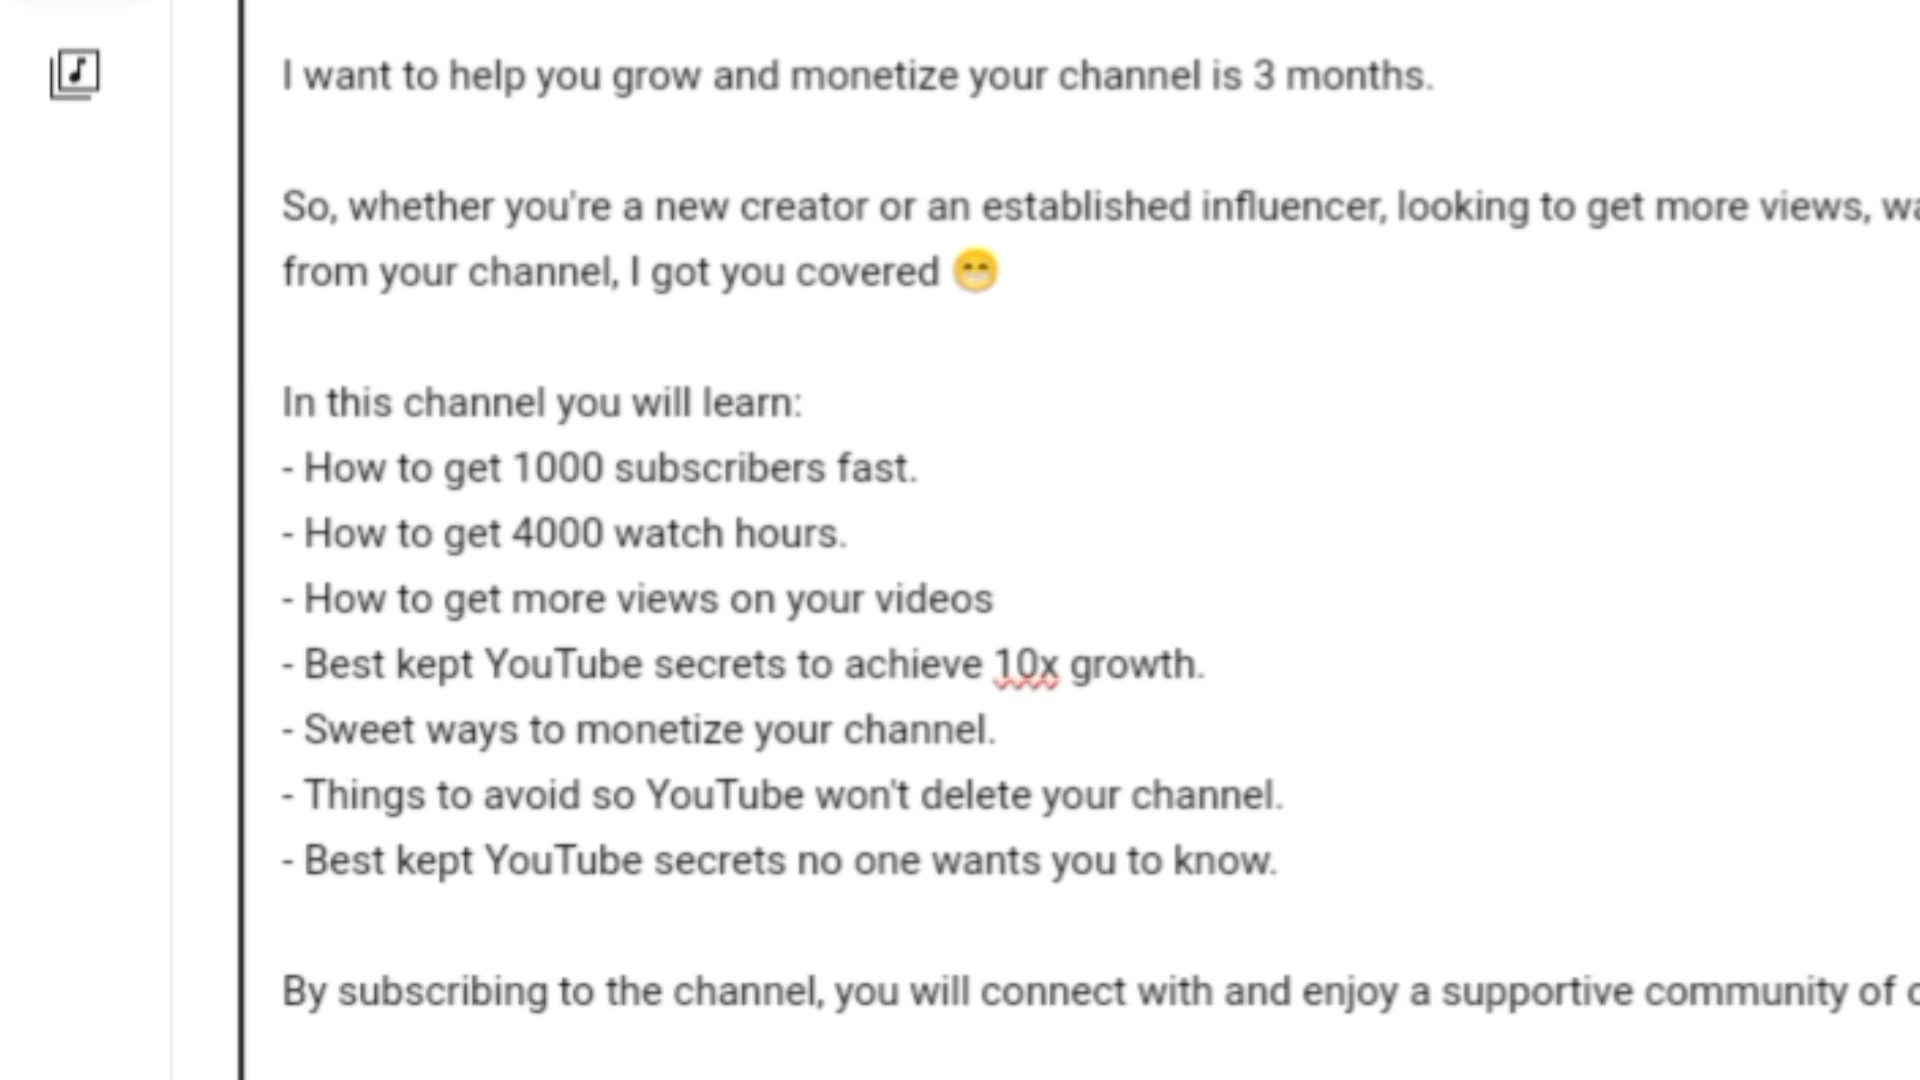 I want to help you grow and monetize your channel is 3 months.
So, whether you're a new creator or an established influencer, looking to get more views,
from your channel, I got you covered 😁
In this channel you will learn:
- How to get 1000 subscribers fast.
- How to get 4000 watch hours.
- How to get more views on your videos
- Best kept YouTube secrets to achieve 10x growth.
- Sweet ways to monetize your channel.
- Things to avoid so YouTube won't delete your channel.
- Best kept YouTube secrets no one wants you to know.
By subscribing to the channel, you will connect with and enjoy a supportive community of